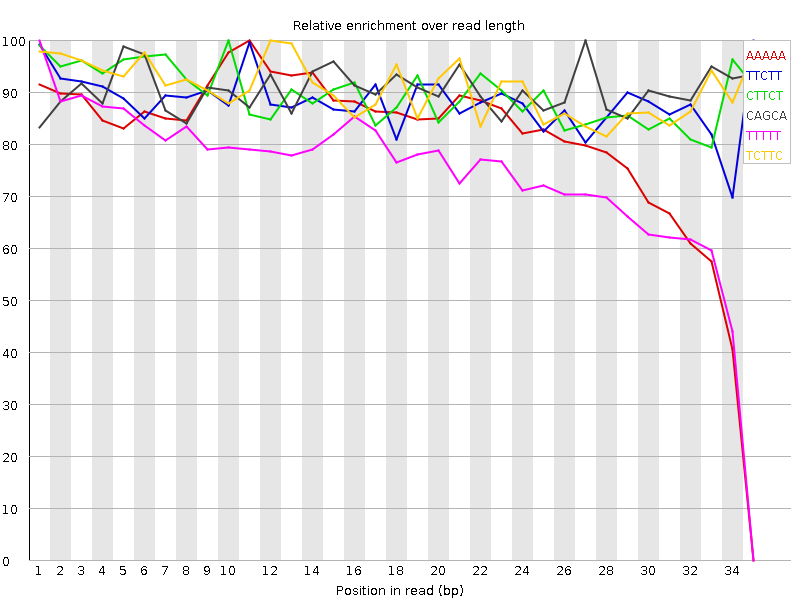 Relative enrichment over read length
100
90
80
70
60
50
40
30
20
10
0
AAAAA
TTCTT
CTTCT
CAGCA
TTTTT
TCTTC
1 2 3 4 5 6 7 8 9 10 12 14 16 18 20 22 24 26 28 30 32 34
Position in read (bp)